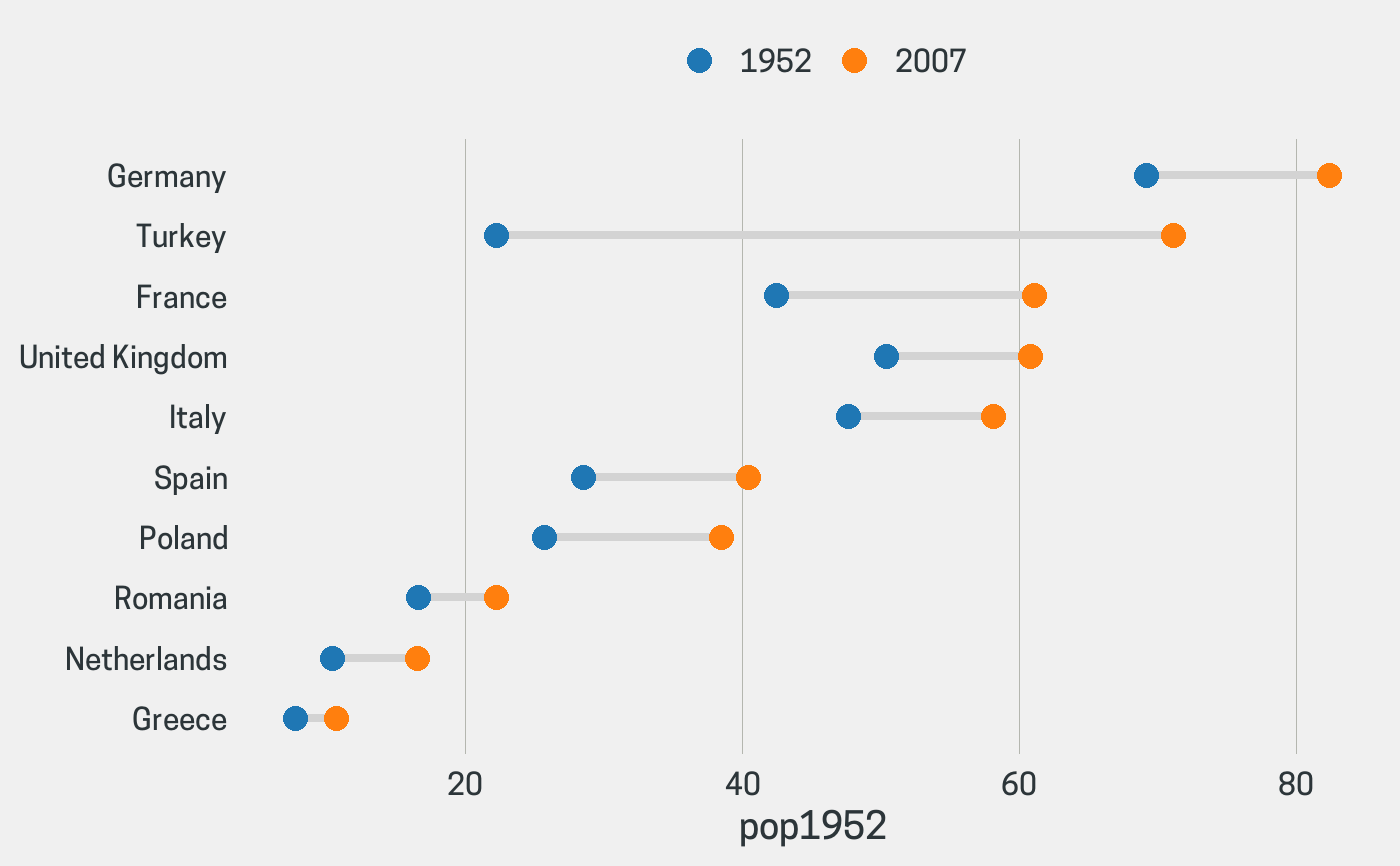 1952 2007
Germany
Turkey
France
United Kingdom
Italy
Spain
Poland
Romania
Netherlands
Greece
20 40 60 80
pop1952